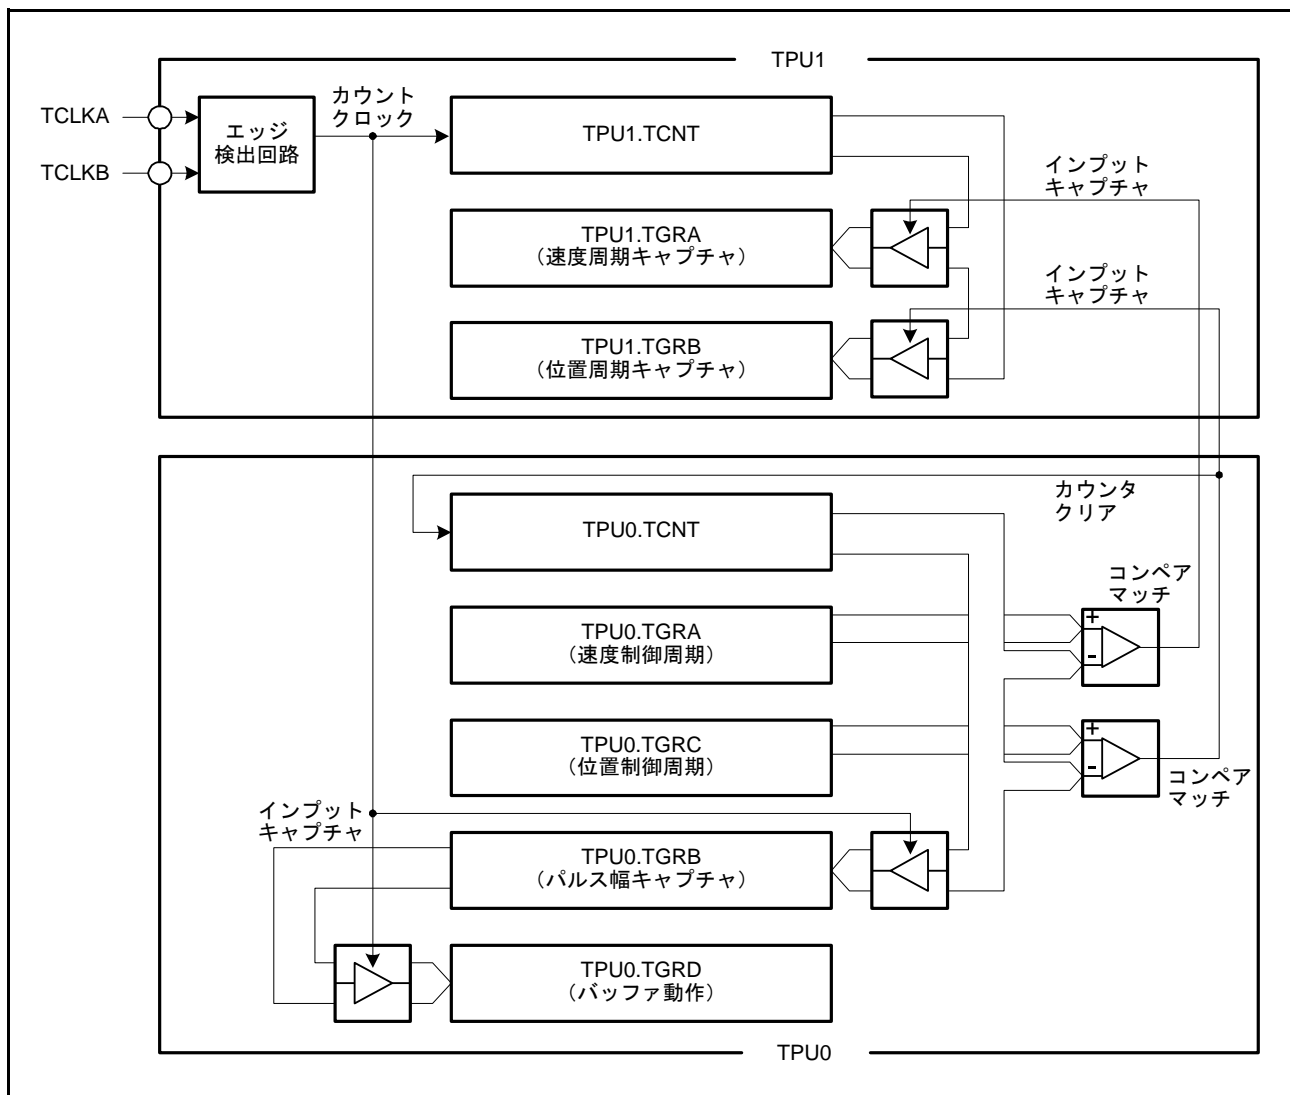 TPU1
TCLKA
TCLKB
エッジ
検出回路
カウント
クロック
TPU1.TCNT
インプット
キャプチャ
TPU1.TGRA
（速度周期キャプチャ）
インプット
キャプチャ
TPU1.TGRB
（位置周期キャプチャ）
カウンタ
クリア
TPU0.TCNT
コンペア
マッチ
+
-
TPU0.TGRA
（速度制御周期）
TPU0.TGRC
（位置制御周期）
+
-
コンペア
マッチ
インプット
キャプチャ
TPU0.TGRB
（パルス幅キャプチャ）
TPU0.TGRD
（バッファ動作）
TPU0